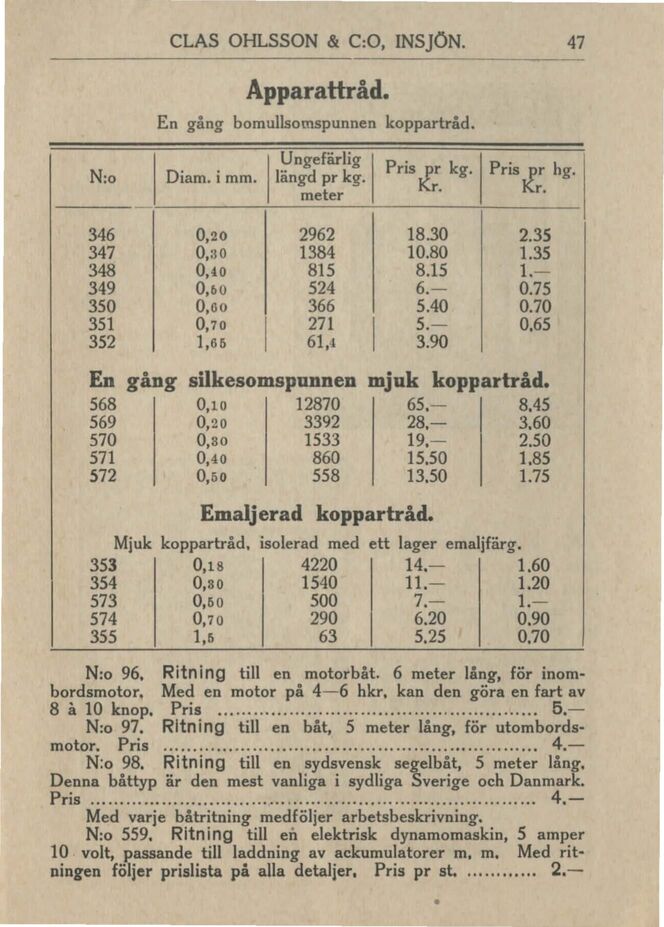 CLAS OHLSSON & C:O, INSJÖN. 47
Apparattråd.
En gång bomullsomspunnen koppartråd.
N:o Diam. i mm. Ungefärlig längd pr kg. meter Pris pr kg. Kr. Pris pr hg. Kr.
346 0,20 2962 18.30 2.35
347 0,30 1384 10.80 1.35
348 0,40 815 8.15 1.—
349 0,50 524 6.— 0.75
350 0,60 366 5.40 0.70
351 0,70 271 5.— 0,65
352 1,65 61,4 3.90
En gång silkesomspunnen mjuk koppartråd.
568 0,10 12870 65,— 8,45
569 0,20 3392 28,— 3,60
570 0,30 1533 19,— 2.50
571 0,40 860 15,50 1,85
572 0,50 558 13,50 1.75
Emaljerad koppartråd.
Mjuk koppartråd, isolerad med ett lager emaljfärg.
353 0,18 4220 14.— 1,60
354 0,30 1540 11.— 1.20
573 0,50 500 7.— 1.—
574 0,70 290 6.20 0,90
355 1,5 63 5,25 0,70
N:o 96. Ritning till en motorbåt. 6 meter lång, för inom-
bordsmotor. Med en motor på 4—6 hkr, kan den göra en fart av
8 à 10 knop. Pris ............ 5.—
N:o 97. Ritning till en båt, 5 meter lång, för utombords-
motor. Pris ............ 4.—
N:o 98. Ritning till en sydsvensk segelbåt, 5 meter lång.
Denna båttyp är den mest vanliga i sydliga Sverige och Danmark.
Pris ............ 4.—
Med varje båtritning medföljer arbetsbeskrivning.
N:o 559. Ritning till en elektrisk dynamomaskin, 5 amper
10 volt, passande till laddning av ackumulatorer m. m. Med rit-
ningen följer prislista på alla detaljer. Pris pr st. ............ 2.—